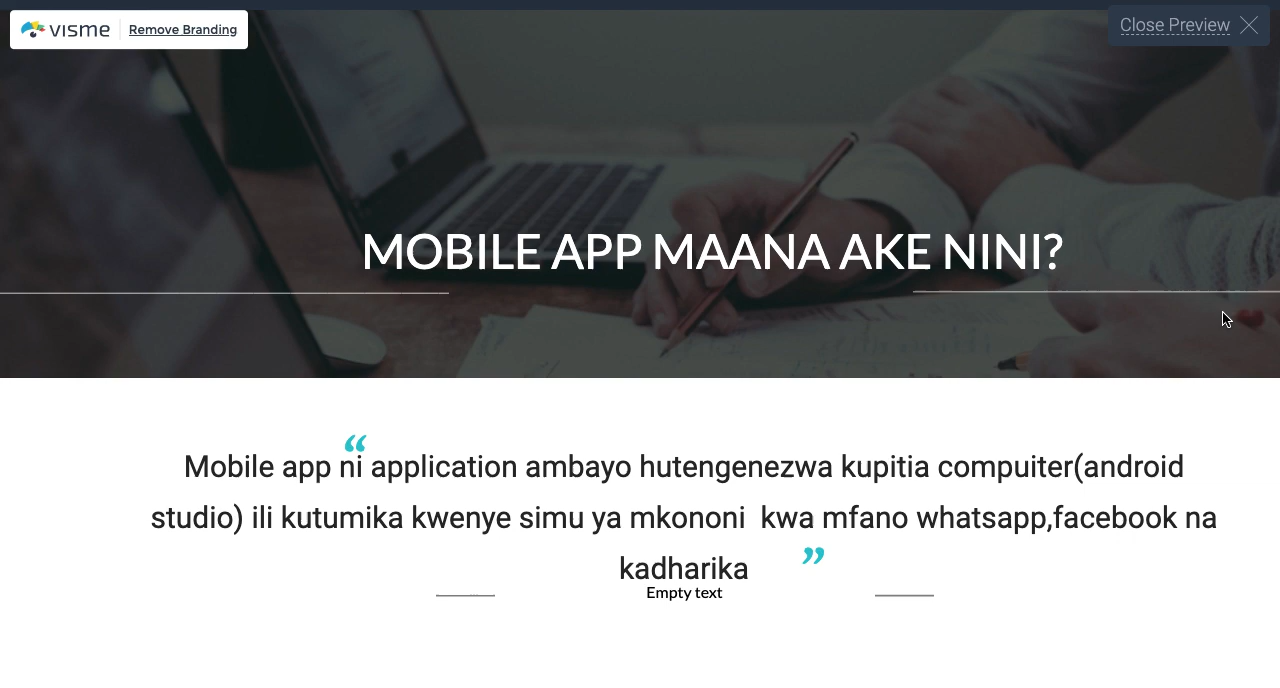 visme Remove Branding
Close Preview
MOBILE APP MAANA AKE NINI?
“
Mobile app ni application ambayo hutengenezwa kupitia compuiter(android
studio) ili kutumika kwenye simu ya mkononi  kwa mfano whatsapp,facebook na
kadharika ”
Empty text